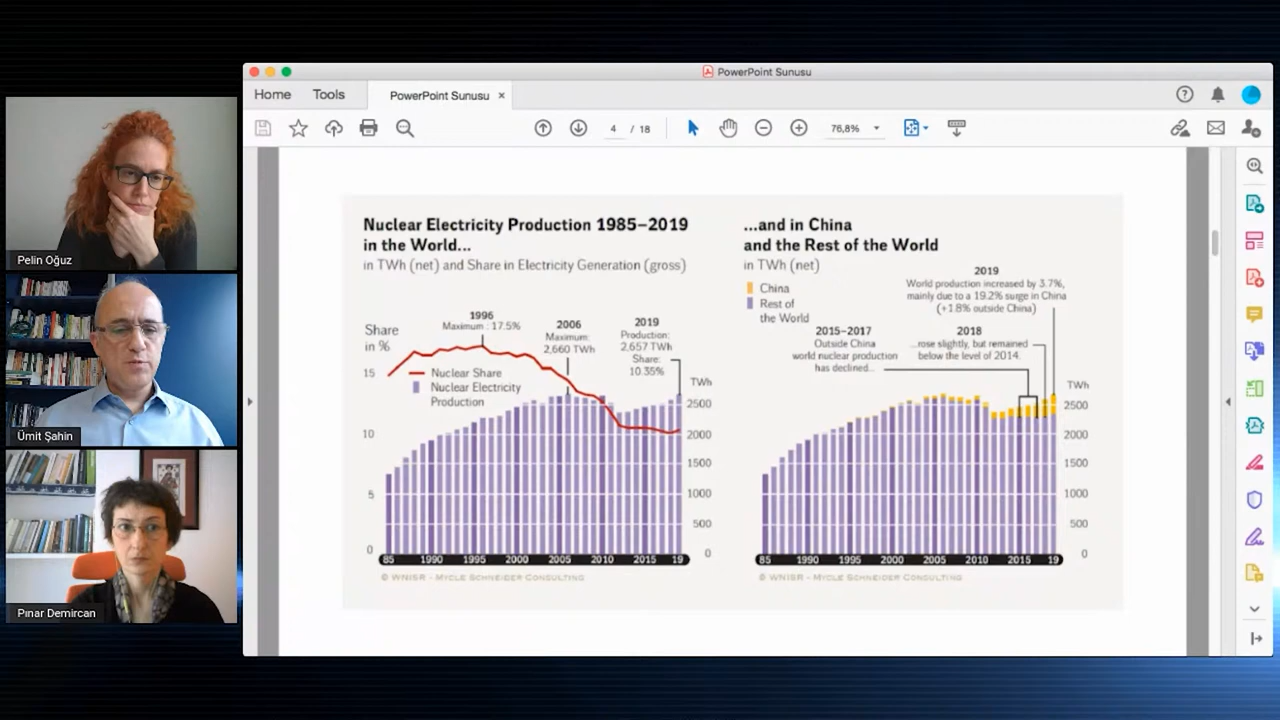 PowerPoint Sunusu
Home
Tools
PowerPoint Sunusu ×
4 / 18
76,8%
Pelin Oğuz
Ümit Şahin
Pınar Demircan
Nuclear Electricity Production 1985–2019
in the World...
in TWh (net) and Share in Electricity Generation (gross)
Share
in %
1996
Maximum : 17.5%
2006
Maximum:
2,660 TWh
2019
Production:
2,657 TWh
Share:
10.35%
Nuclear Share
Nuclear Electricity
Production
TWh
15
10
5
0
2500
2000
1500
1000
500
0
85 1990 1995 2000 2005 2010 2015 19
© WNISR - MYCLE SCHNEIDER CONSULTING
...and in China
and the Rest of the World
in TWh (net)
China
Rest of
the World
2019
World production increased by 3.7%,
mainly due to a 19.2% surge in China
(+1.8% outside China)
2015–2017
Outside China
world nuclear production
has declined...
2018
...rose slightly, but remained
below the level of 2014.
TWh
2500
2000
1500
1000
500
0
85 1990 1995 2000 2005 2010 2015 19
© WNISR - MYCLE SCHNEIDER CONSULTING